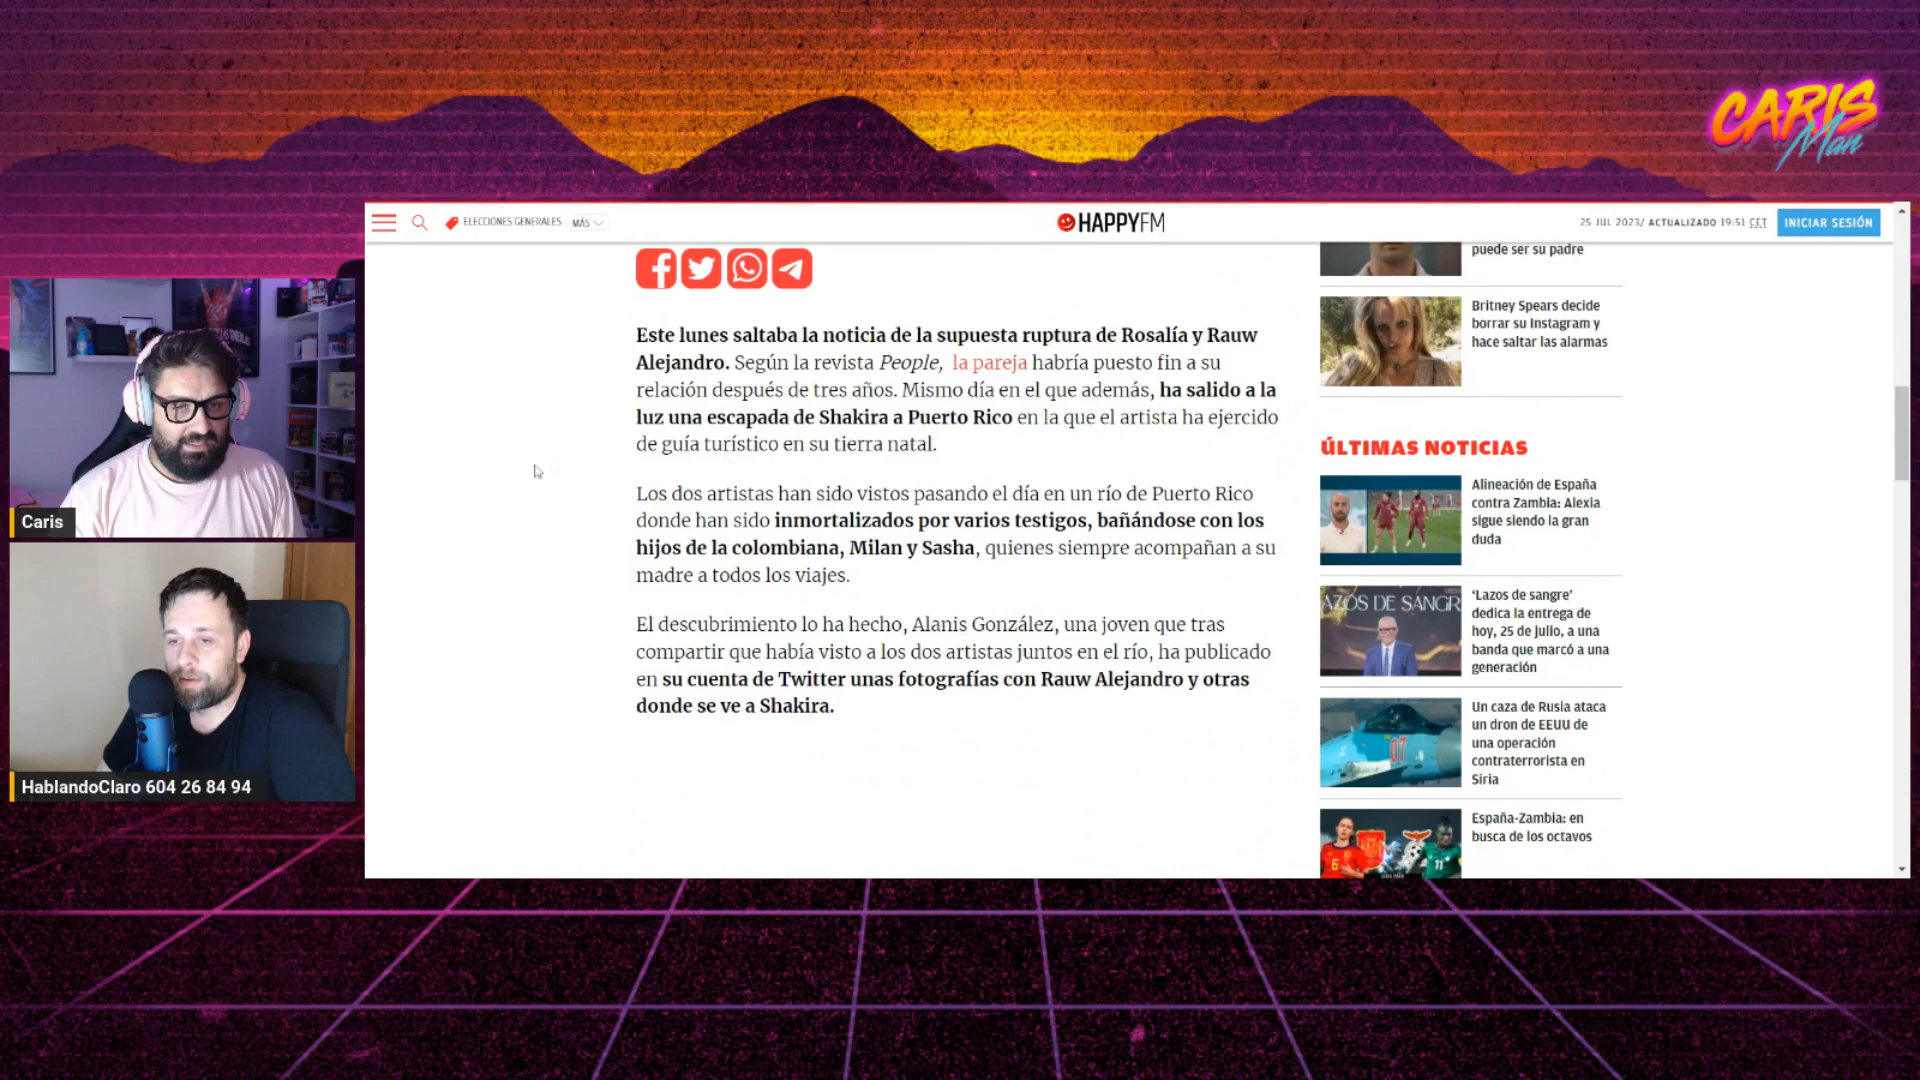 CARIS
Man
ELECCIONES GENERALES
MÁS
HAPPYFM
25 JUL 2023/ ACTUALIZADO 19:51 CET
INICIAR SESIÓN
Este lunes saltaba la noticia de la supuesta ruptura de Rosalía y Rauw
Alejandro. Según la revista People, la pareja habría puesto fin a su
relación después de tres años. Mismo día en el que además, ha salido a la
luz una escapada de Shakira a Puerto Rico en la que el artista ha ejercido
de guía turístico en su tierra natal.
Los dos artistas han sido vistos pasando el día en un río de Puerto Rico
donde han sido inmortalizados por varios testigos, bañándose con los
hijos de la colombiana, Milan y Sasha, quienes siempre acompañan a su
madre a todos los viajes.
El descubrimiento lo ha hecho, Alanis González, una joven que tras
compartir que había visto a los dos artistas juntos en el río, ha publicado
en su cuenta de Twitter unas fotografías con Rauw Alejandro y otras
donde se ve a Shakira.
puede ser su padre
Britney Spears decide
borrar su Instagram y
hace saltar las alarmas
ÚLTIMAS NOTICIAS
Alineación de España
contra Zambia: Alexia
sigue siendo la gran
duda
AZOS DE SANGR
‘Lazos de sangre’
dedica la entrega de
hoy, 25 de julio, a una
banda que marcó a una
generación
07
Un caza de Rusia ataca
un dron de EEUU de
una operación
contraterrorista en
Siria
6
11
España-Zambia: en
busca de los octavos
Caris
HablandoClaro 604 26 84 94